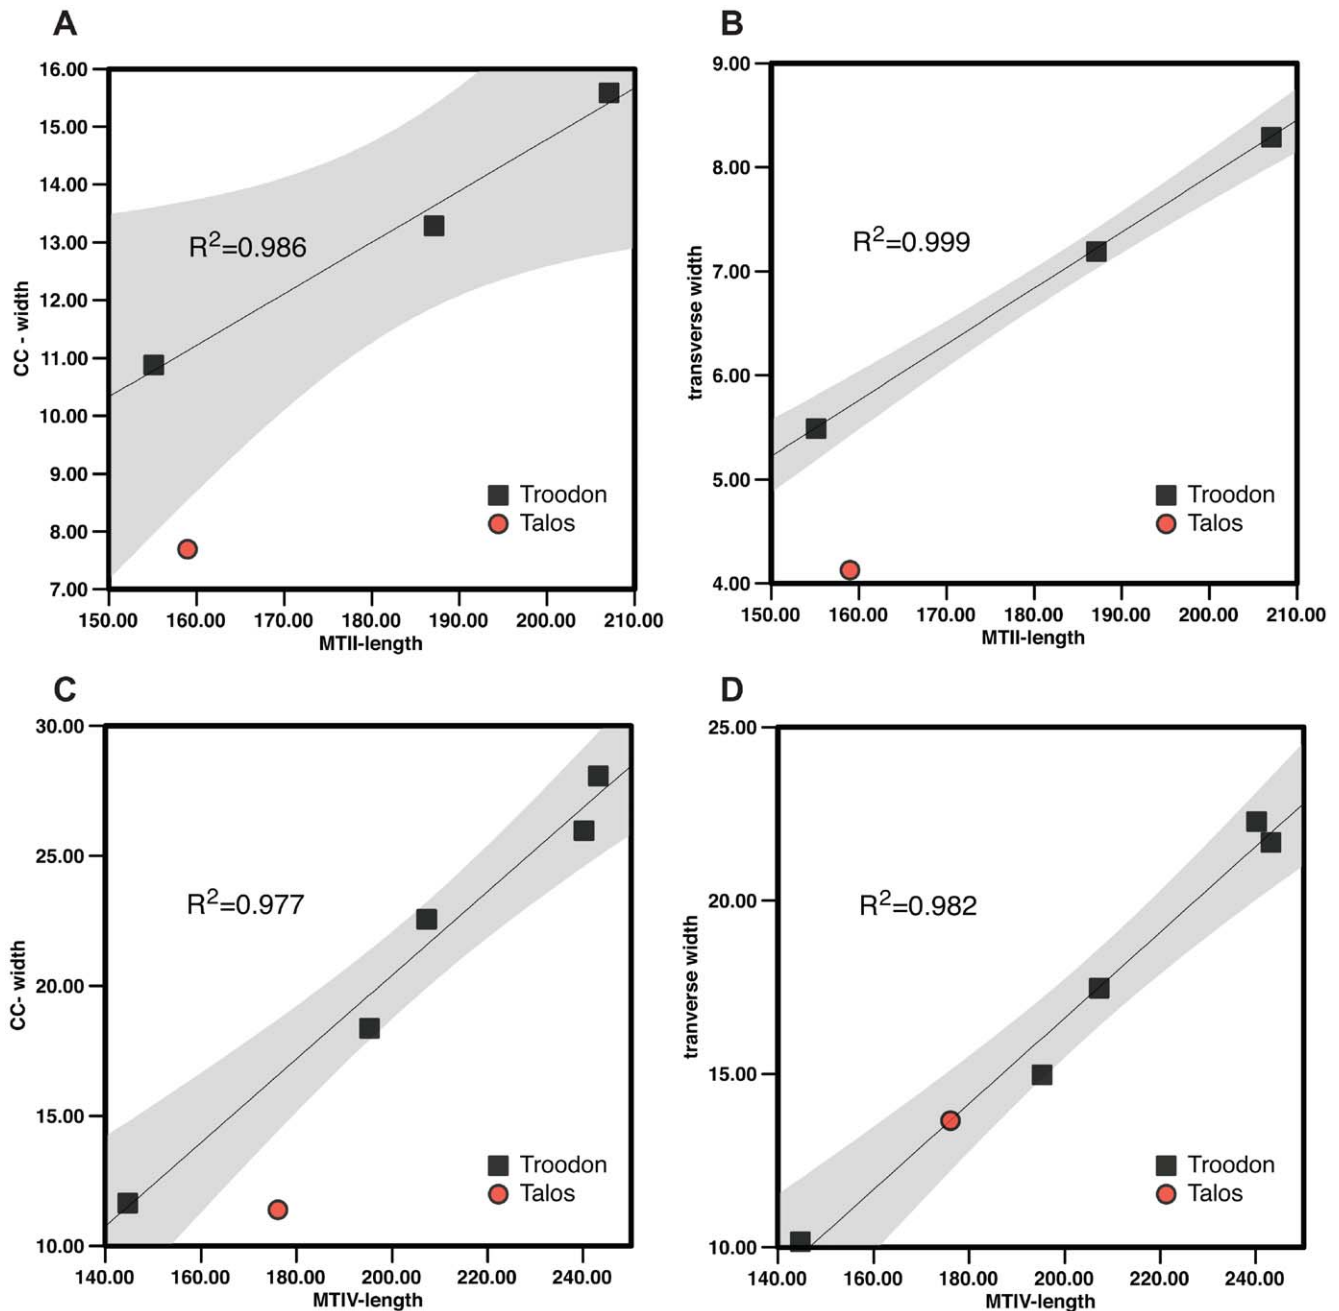 A
16.00
15.00
14.00
13.00
12.00
11.00
10.00
9.00
8.00
7.00
CC - width
R2=0.986
Troodon
Talos
150.00 160.00 170.00 180.00 190.00 200.00 210.00
MTII-length
B
9.00
8.00
7.00
6.00
5.00
4.00
transverse width
R2=0.999
Troodon
Talos
150.00 160.00 170.00 180.00 190.00 200.00 210.00
MTII-length
C
30.00
25.00
20.00
15.00
10.00
CC- width
R2=0.977
Troodon
Talos
140.00 160.00 180.00 200.00 220.00 240.00
MTIV-length
D
25.00
20.00
15.00
10.00
tranverse width
R2=0.982
Troodon
Talos
140.00 160.00 180.00 200.00 220.00 240.00
MTIV-length